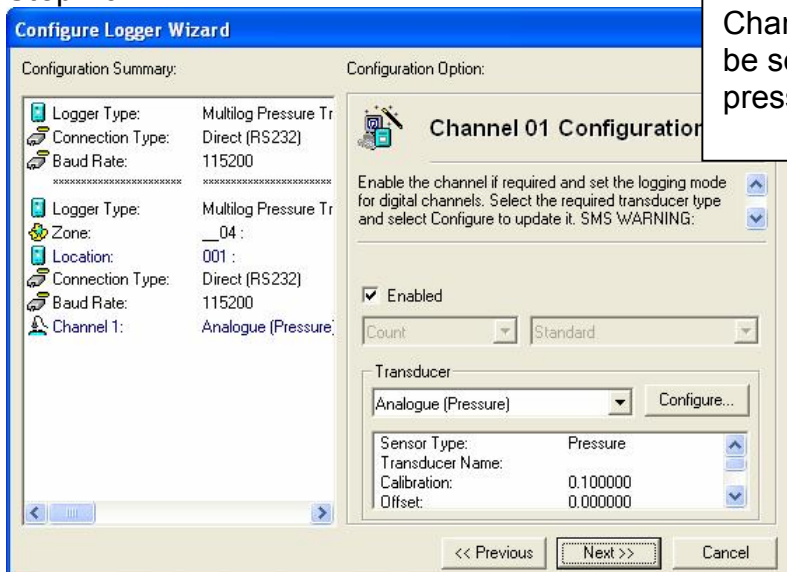 Configure Logger Wizard
Char
be se
press
Configuration Summary:
Logger Type: Multilog Pressure Tr
Connection Type: Direct (RS232)
Baud Rate: 115200
********************** **********************
Logger Type: Multilog Pressure Tr
Zone: __04 :
Location: 001 :
Connection Type: Direct (RS232)
Baud Rate: 115200
Channel 1: Analogue (Pressure)
Configuration Option:
Channel 01 Configuration
Enable the channel if required and set the logging mode
for digital channels. Select the required transducer type
and select Configure to update it. SMS WARNING:
Enabled
Count Standard
Transducer
Analogue (Pressure) Configure...
Sensor Type: Pressure
Transducer Name:
Calibration: 0.100000
Offset: 0.000000
<< Previous Next >> Cancel